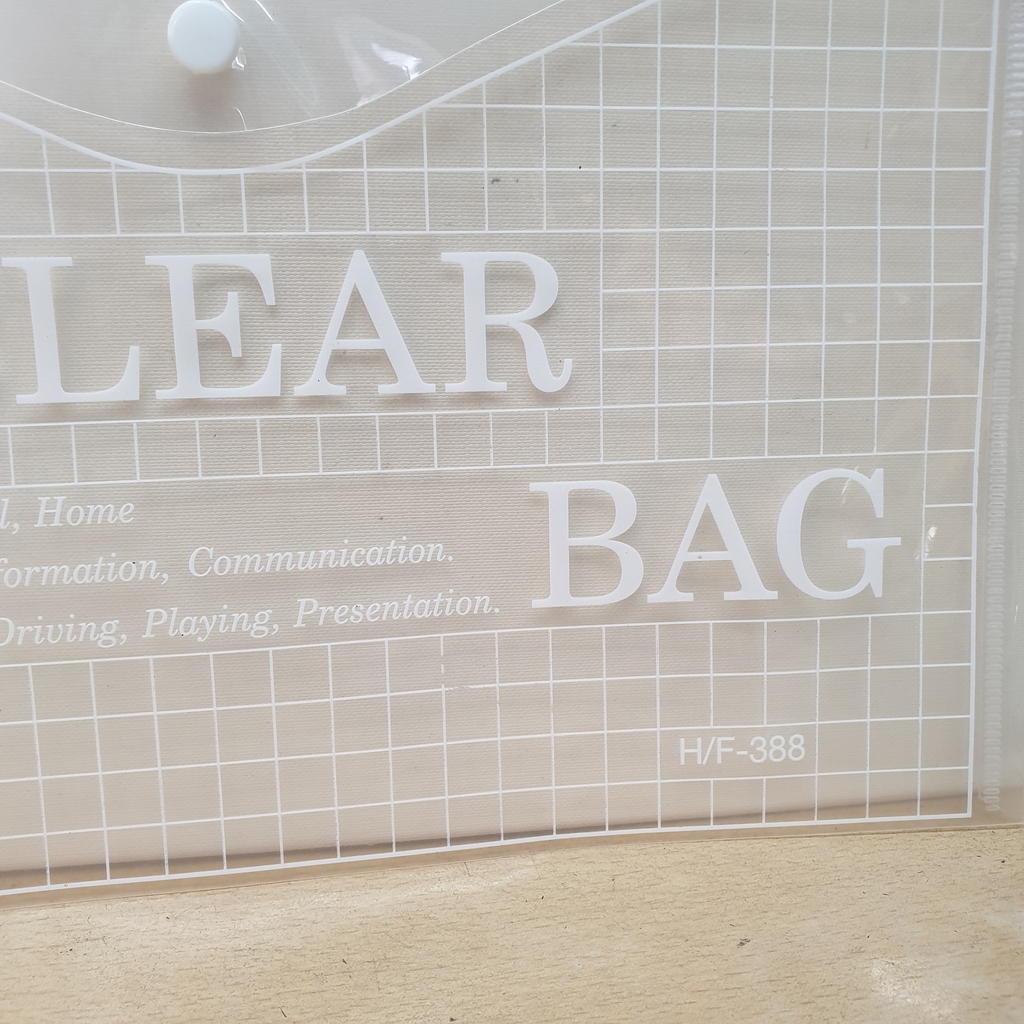 LEAR
l, Home
formation, Communication.
Driving, Playing, Presentation.
BAG
H/F-388